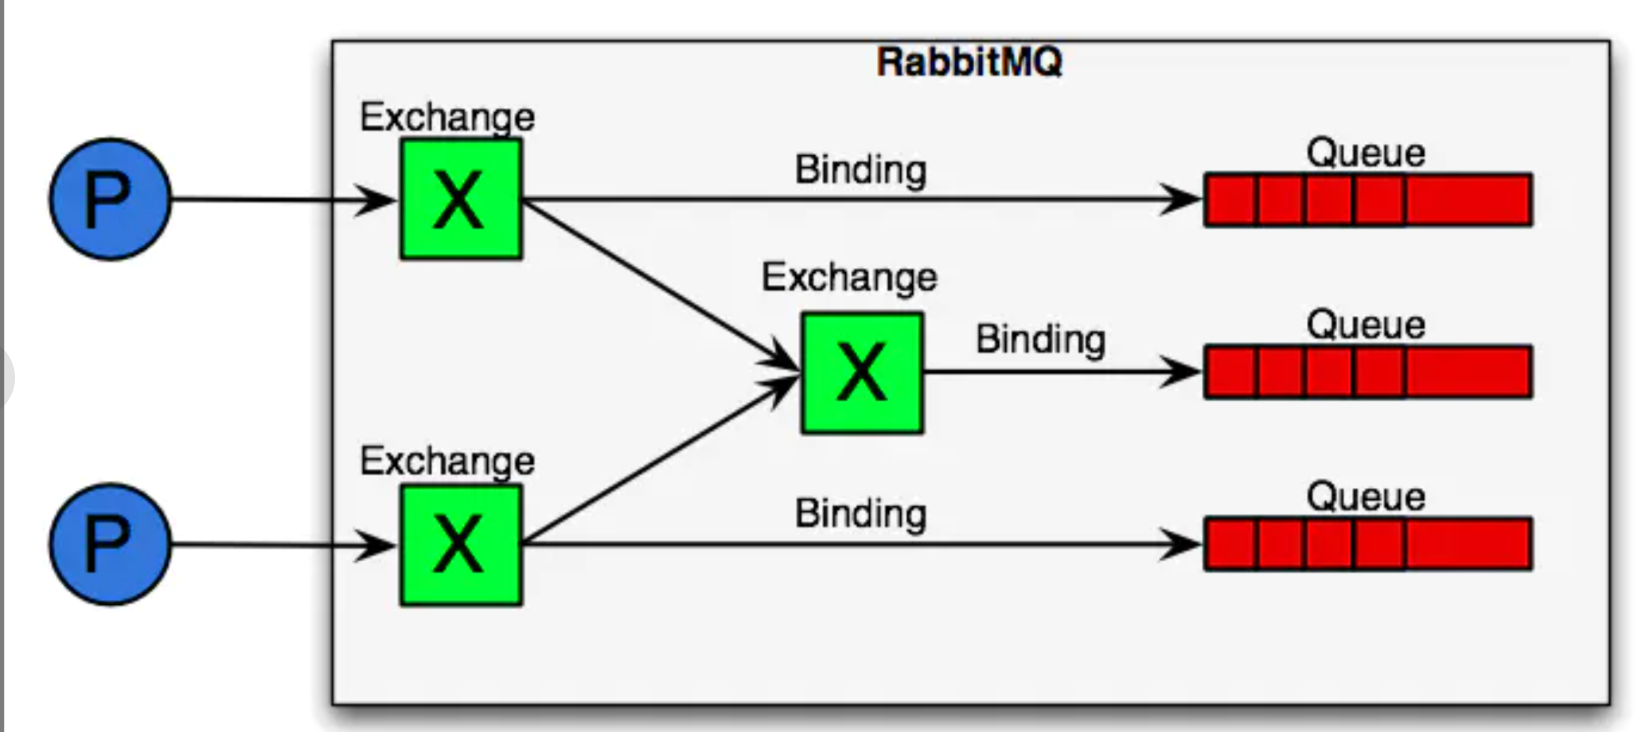 RabbitMQ
Exchange
P
X
Binding
Queue
Exchange
X
Binding
Queue
Exchange
P
X
Binding
Queue